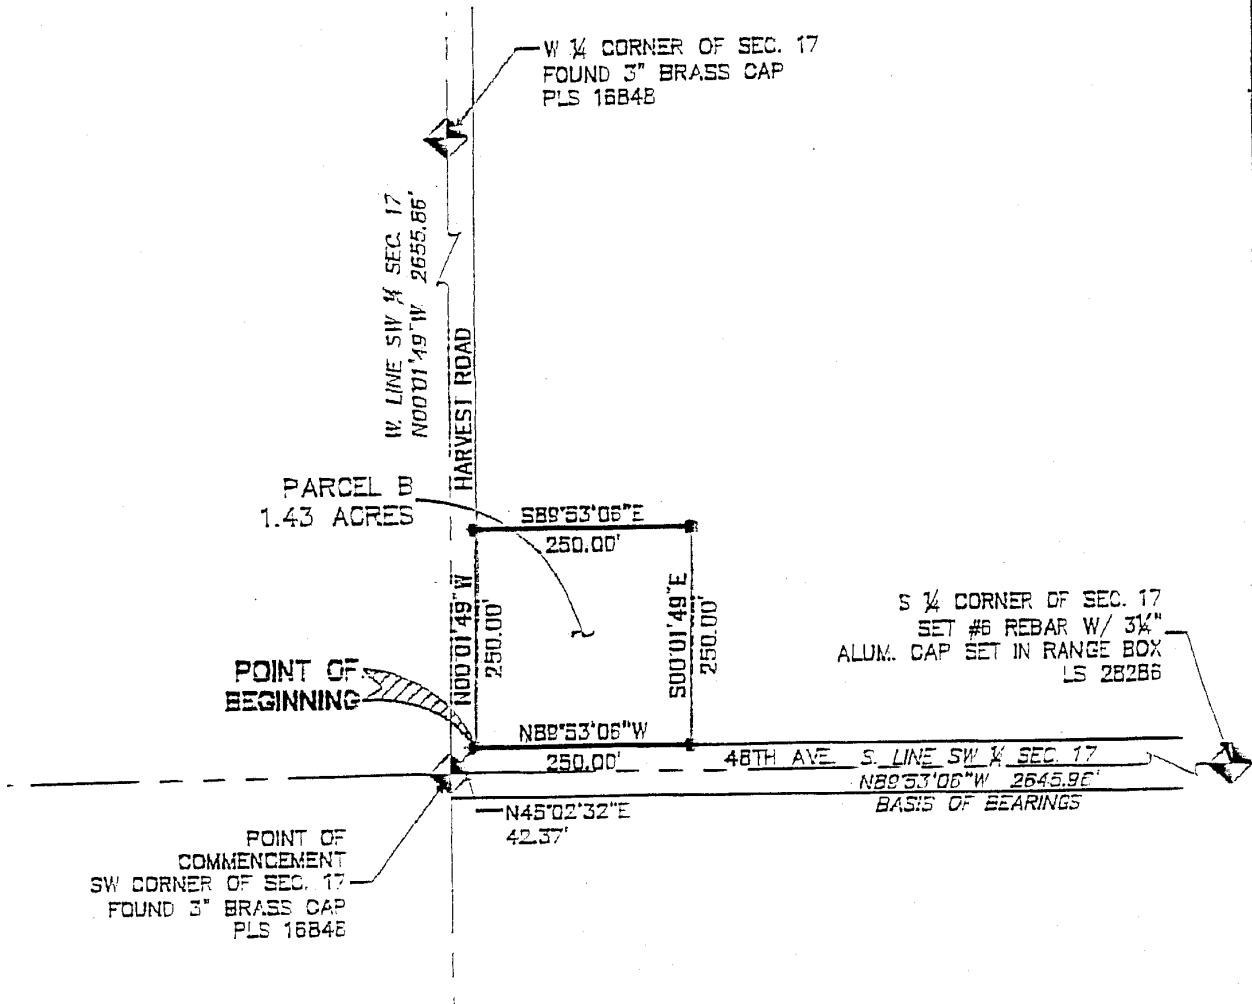 W ¼ CORNER OF SEC. 17
FOUND 3" BRASS CAP
PLS 16848
W. LINE SW ¼ SEC. 17
N00°01'49"W 2655.86'
HARVEST ROAD
PARCEL B
1.43 ACRES
S89°53'06"E
250.00'
N00°01'49"W
250.00'
S00°01'49"E
250.00'
S ¼ CORNER OF SEC. 17
SET #6 REBAR W/ 3¼"
ALUM. CAP SET IN RANGE BOX
LS 28286
POINT OF
BEGINNING
N89°53'06"W
250.00'
48TH AVE. S. LINE SW ¼ SEC. 17
N89°53'06"W 2645.96'
BASIS OF BEARINGS
N45°02'32"E
42.37'
POINT OF
COMMENCEMENT
SW CORNER OF SEC. 17
FOUND 3" BRASS CAP
PLS 16848